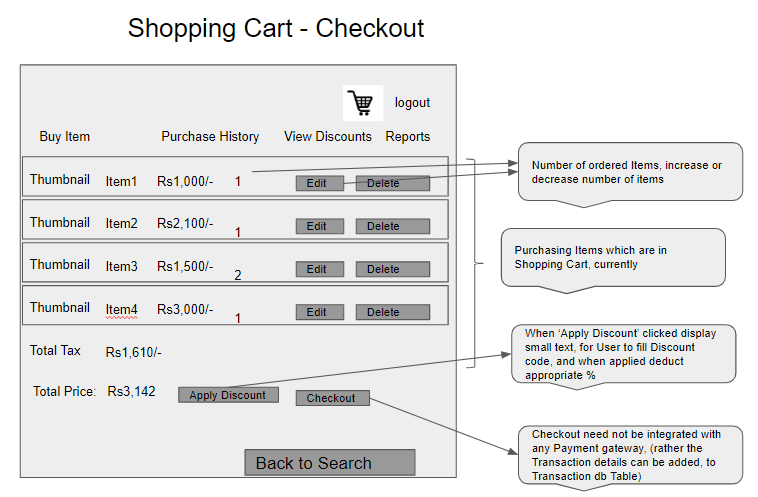 Shopping Cart - Checkout
logout
Buy Item Purchase History View Discounts Reports
Thumbnail Item1 Rs1,000/- 1 Edit Delete
Thumbnail Item2 Rs2,100/- 1 Edit Delete
Thumbnail Item3 Rs1,500/- 2 Edit Delete
Thumbnail Item4 Rs3,000/- 1 Edit Delete
Total Tax Rs1,610/-
Total Price: Rs3,142 Apply Discount Checkout
Back to Search
Number of ordered Items, increase or
decrease number of items
Purchasing Items which are in
Shopping Cart, currently
When ‘Apply Discount’ clicked display
small text, for User to fill Discount
code, and when applied deduct
appropriate %
Checkout need not be integrated with
any Payment gateway, (rather the
Transaction details can be added, to
Transaction db Table)